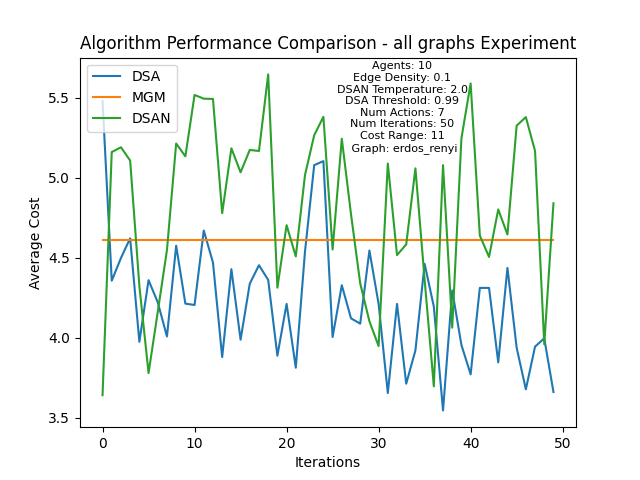 Algorithm Performance Comparison - all graphs Experiment
DSA
MGM
DSAN
Agents: 10
Edge Density: 0.1
DSAN Temperature: 2.0
DSA Threshold: 0.99
Num Actions: 7
Num Iterations: 50
Cost Range: 11
Graph: erdos_renyi
Average Cost
5.5
5.0
4.5
4.0
3.5
0
10
20
30
40
50
Iterations